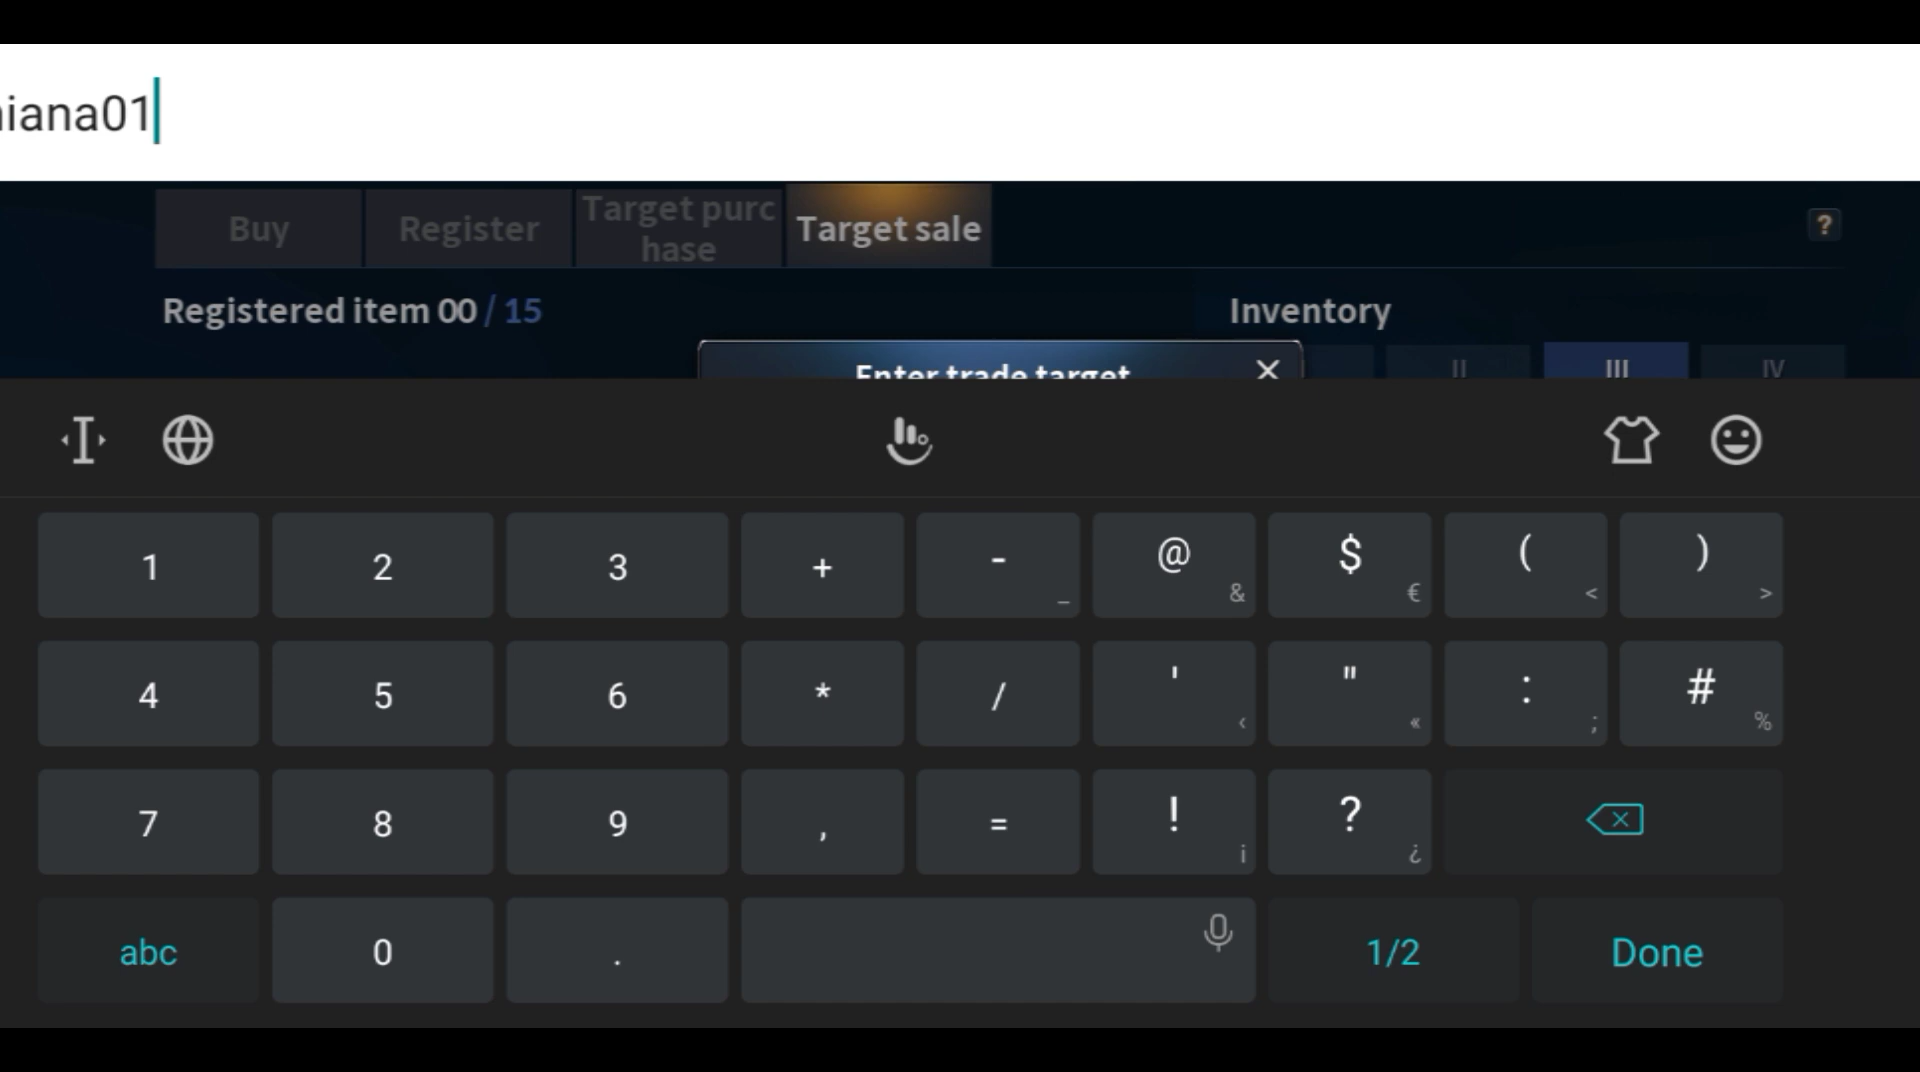 iana01
Buy
Register
Target purc
hase
Target sale
?
Registered item 00 / 15
Inventory
Enter trade target
II
III
IV
1
2
3
+
- _
@ &
$ €
( <
) >
4
5
6
*
/
' ‹
" «
: ;
# %
7
8
9
,
=
! ¡
? ¿
abc
0
.
1/2
Done